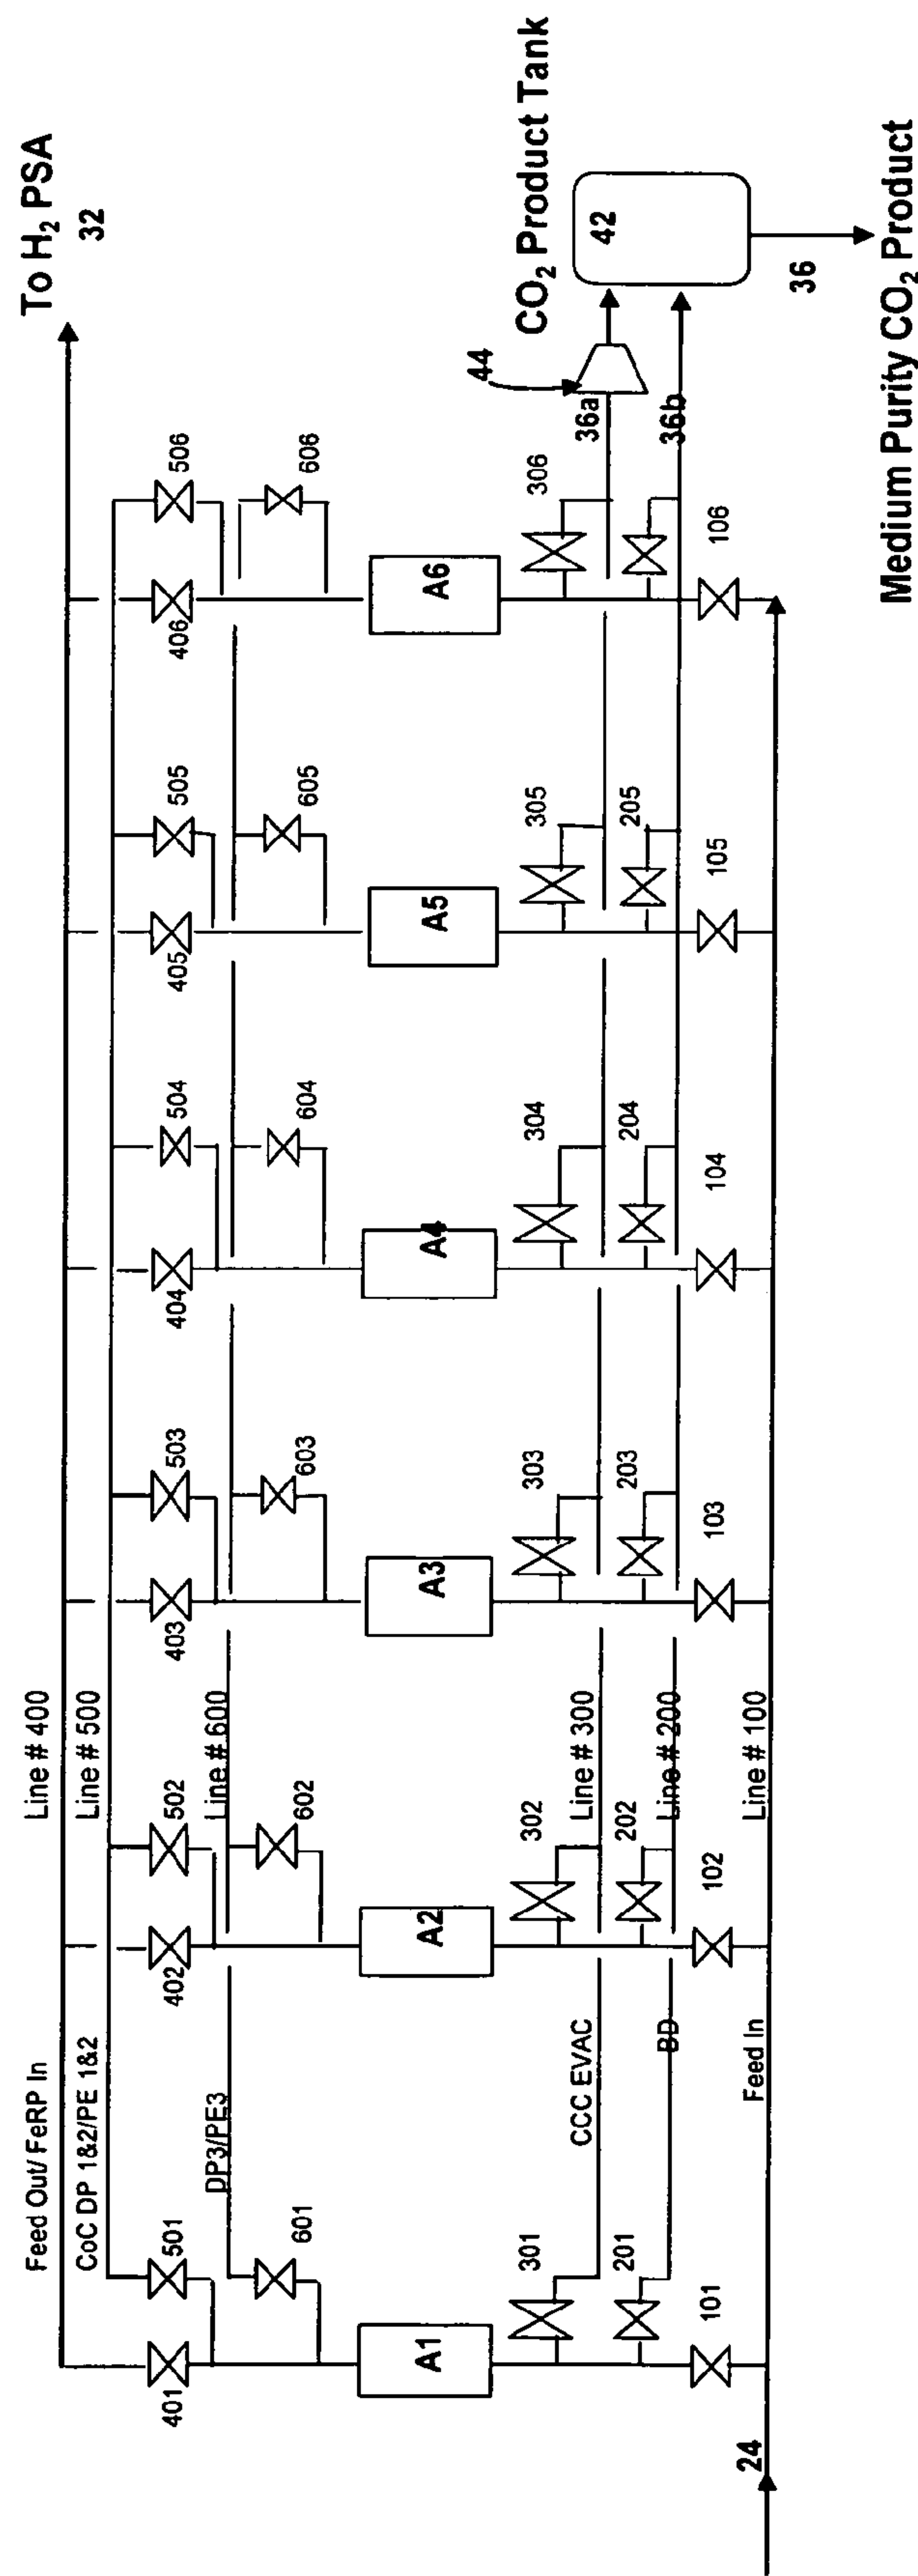 To H₂ PSA
32
Feed Out/ FeRP In
Line # 400
CoC DP 1&2/PE 1&2
Line # 500
401
501
402
502
403
503
404
504
405
505
406
506
DP3/PE3
Line # 600
601
602
603
604
605
606
A1
A2
A3
A4
A5
A6
44
CO₂ Product Tank
301
302
303
304
305
306
36a
42
CCC EVAC
Line # 300
201
202
203
204
205
36b
BD
Line # 200
101
102
103
104
105
106
Feed In
Line # 100
24
36
Medium Purity CO₂ Product